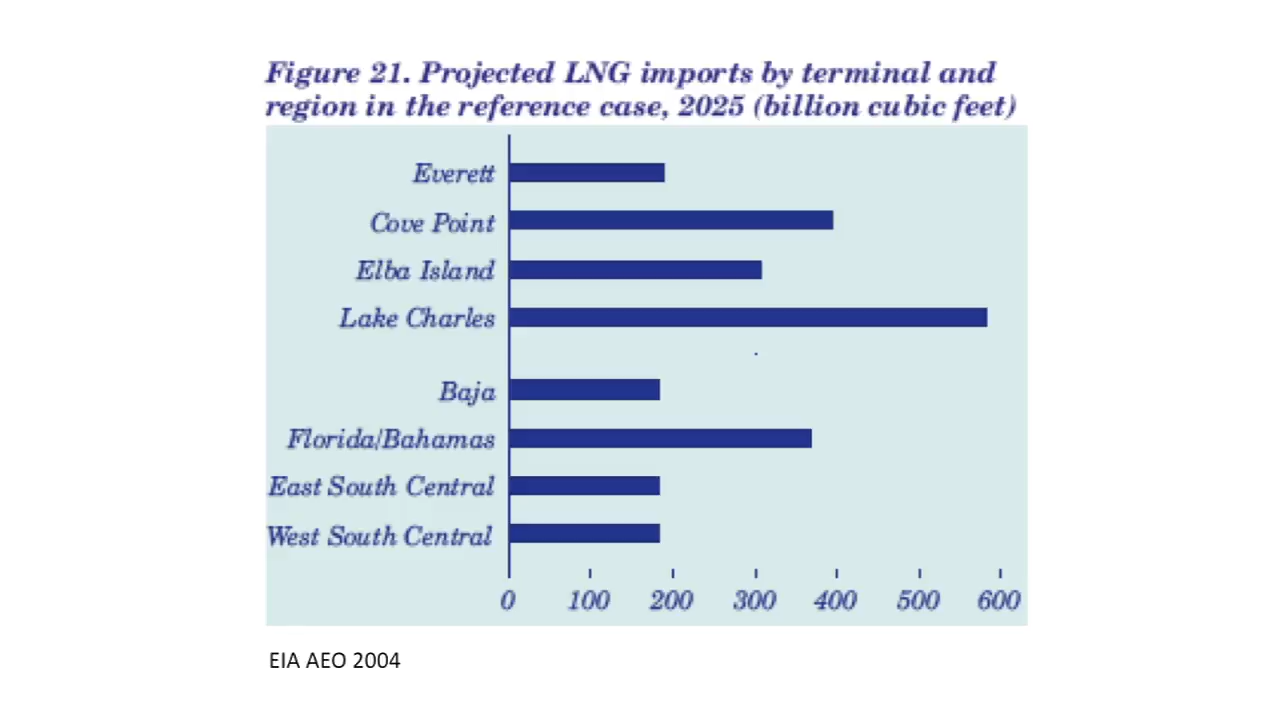 Figure 21. Projected LNG imports by terminal and
region in the reference case, 2025 (billion cubic feet)
Everett
Cove Point
Elba Island
Lake Charles
Baja
Florida/Bahamas
East South Central
West South Central
0 100 200 300 400 500 600
EIA AEO 2004